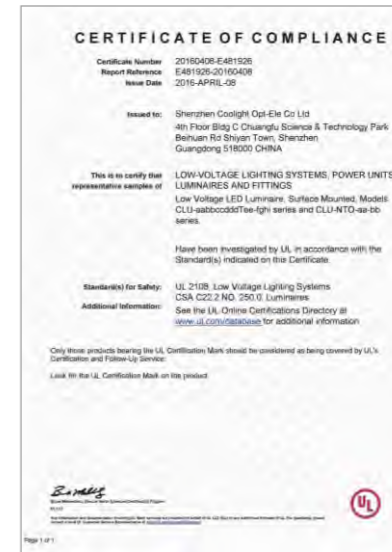 CERTIFICATE OF COMPLIANCE
Certificate Number 20160408-E481926
Report Reference E481926-20160408
Issue Date 2016-APRIL-08
Issued to: Shenzhen Coolight Opt-Ele Co Ltd
4th Floor Bldg C Chuangfu Science & Technology Park
Beihuan Rd Shiyan Town, Shenzhen
Guangdong 518000 CHINA
This is to certify that LOW-VOLTAGE LIGHTING SYSTEMS, POWER UNITS,
representative samples of LUMINAIRES AND FITTINGS
Low Voltage LED Luminaire, Surface Mounted, Models
CLU-aabbccdddTee-fghi series and CLU-NTO-aa-bb
series.
Have been investigated by UL in accordance with the
Standard(s) indicated on this Certificate.
Standard(s) for Safety: UL 2108, Low Voltage Lighting Systems
CSA C22.2 NO. 250.0, Luminaires
Additional Information: See the UL Online Certifications Directory at
www.ul.com/database for additional information
Only those products bearing the UL Certification Mark should be considered as being covered by UL's
Certification and Follow-Up Service.
Look for the UL Certification Mark on the product.
UL
Page 1 of 1